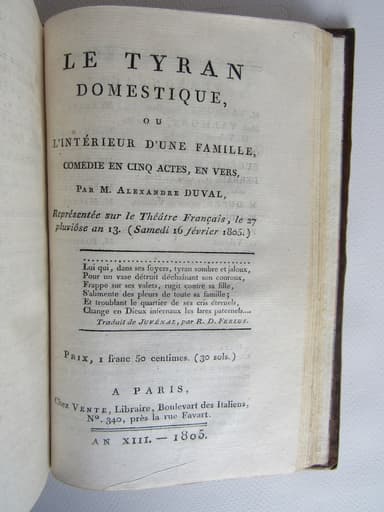 LE TYRAN
DOMESTIQUE,
OU
L'INTÉRIEUR D'UNE FAMILLE,
COMEDIE EN CINQ ACTES, EN VERS,
PAR M. ALEXANDRE DUVAL,
Représentée sur le Théâtre Français, le 27
pluviôse an 13. (Samedi 16 février 1805.)
Lui qui, dans ses foyers, tyran sombre et jaloux,
Pour un vase détruit déchaînant son couroux,
Frappe sur ses valets, rugit contre sa fille,
S'alimente des pleurs de toute sa famille;
Et troublant le quartier de ses cris éternels,
Change en Dieux infernaux les lares paternels....
Traduit de JUVÉNAL, par R. D. FERLUS.
PRIX, 1 franc 50 centimes. (30 sols.)
A PARIS,
Chez VENTE, Libraire, Boulevart des Italiens,
N°. 340, près la rue Favart.
AN XIII. — 1805.